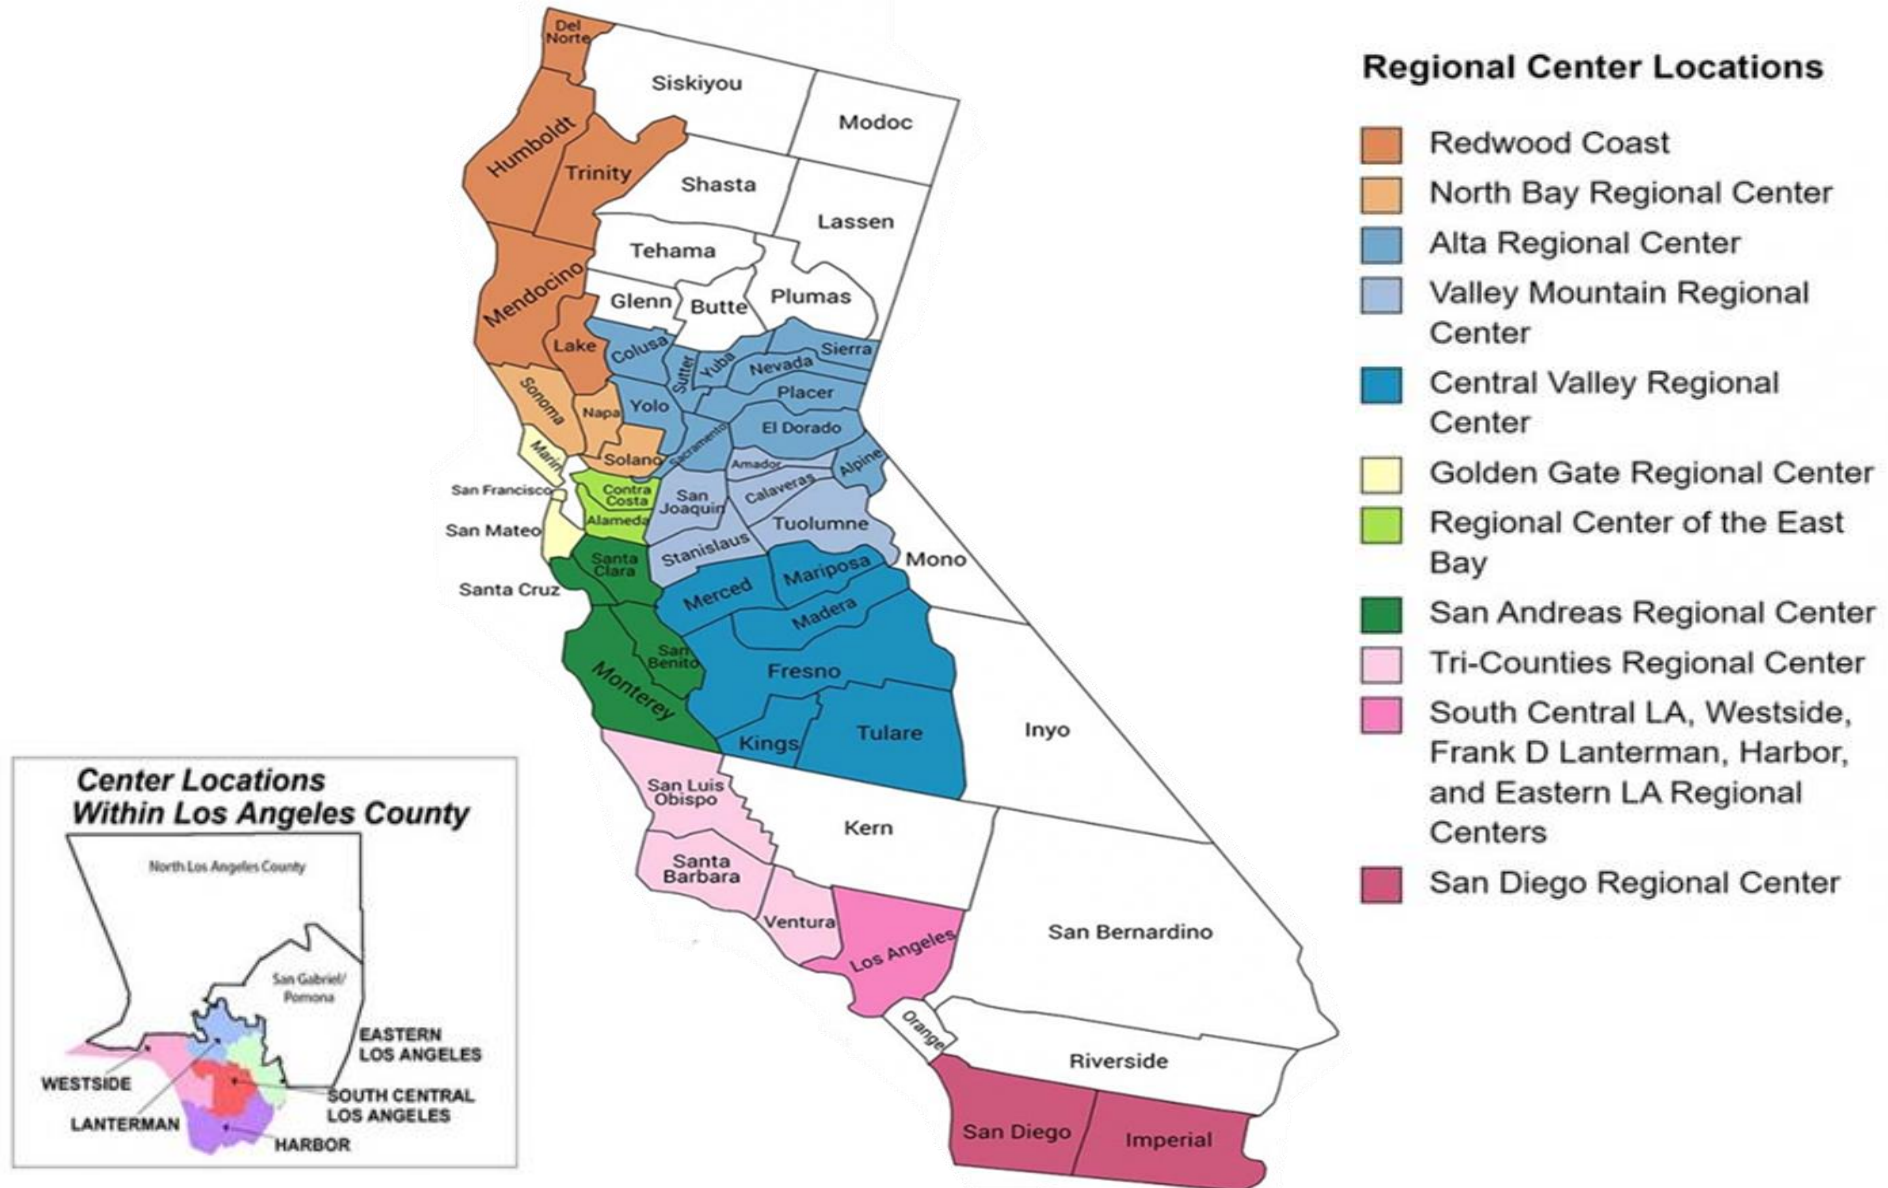 Del
Norte
Siskiyou
Modoc
Humboldt
Trinity
Shasta
Lassen
Tehama
Mendocino
Glenn
Butte
Plumas
Lake
Colusa
Sutter
Yuba
Sierra
Nevada
Placer
Sonoma
Napa
Yolo
El Dorado
Sacramento
Marin
Solano
Amador
Alpine
San Francisco
Contra
Costa
San
Joaquin
Calaveras
San Mateo
Alameda
Tuolumne
Stanislaus
Mono
Santa
Clara
Santa Cruz
Merced
Mariposa
Madera
San
Benito
Fresno
Monterey
Kings
Tulare
Inyo
San Luis
Obispo
Kern
Santa
Barbara
Ventura
Los Angeles
San Bernardino
Orange
Riverside
San Diego
Imperial
Regional Center Locations
Redwood Coast
North Bay Regional Center
Alta Regional Center
Valley Mountain Regional
Center
Central Valley Regional
Center
Golden Gate Regional Center
Regional Center of the East
Bay
San Andreas Regional Center
Tri-Counties Regional Center
South Central LA, Westside,
Frank D Lanterman, Harbor,
and Eastern LA Regional
Centers
San Diego Regional Center
Center Locations
Within Los Angeles County
North Los Angeles County
San Gabriel/
Pomona
EASTERN
LOS ANGELES
WESTSIDE
SOUTH CENTRAL
LOS ANGELES
LANTERMAN
HARBOR